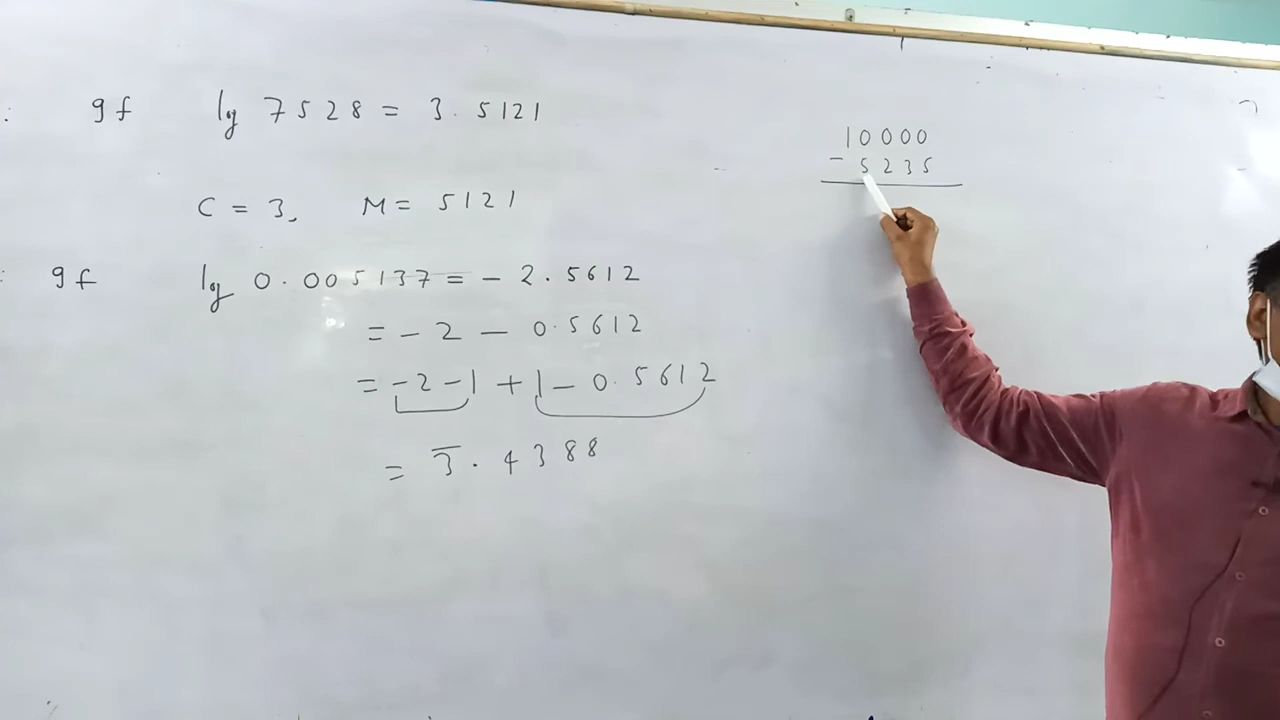 : If log 7528 = 3.5121
C = 3, M = 5121
: If log 0.005137 = - 2.5612
= - 2 - 0.5612
= -2 -1 + 1 - 0.5612
= 3̅.4388
10000
- 5235